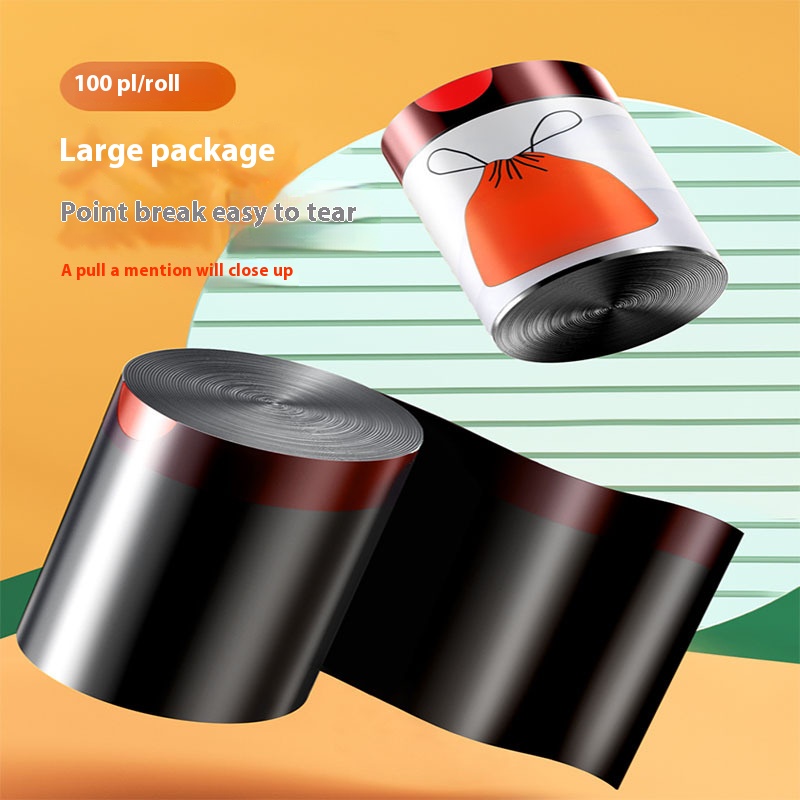 100 pl/roll
Large package
Point break easy to tear
A pull a mention will close up